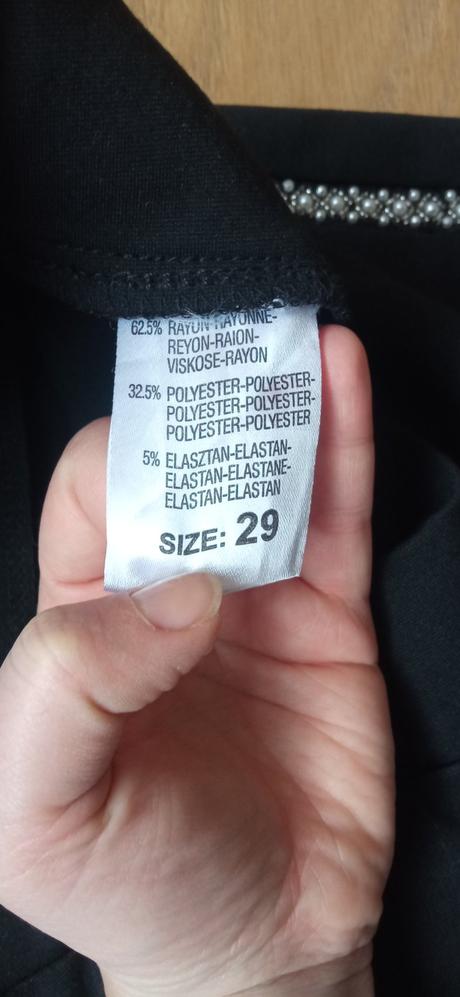 62.5% RAYON-RAYONNE-
REYON-RAION-
VISKOSE-RAYON
32.5% POLYESTER-POLYESTER-
POLYESTER-POLYESTER-
POLYESTER-POLYESTER
5% ELASZTAN-ELASTAN-
ELASTAN-ELASTANE-
ELASTAN-ELASTAN
SIZE: 29